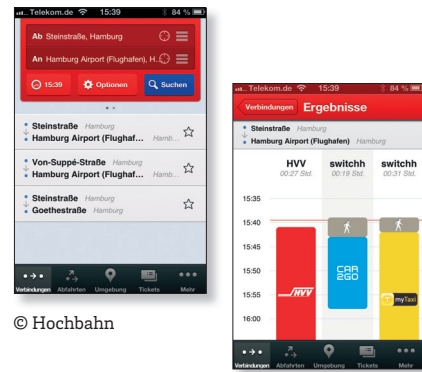 Telekom.de 15:39 84 %
Ab Steinstraße, Hamburg
An Hamburg Airport (Flughafen), H...
15:39 Optionen Suchen
Steinstraße Hamburg
Hamburg Airport (Flughaf... Hamb...
Von-Suppé-Straße Hamburg
Hamburg Airport (Flughaf... Hamb...
Steinstraße Hamburg
Goethestraße Hamburg
Verbindungen Abfahrten Umgebung Tickets Mehr
© Hochbahn
Telekom.de 15:39 84 %
Verbindungen Ergebnisse
Steinstraße Hamburg
Hamburg Airport (Flughafen) Hamburg
HVV switchh switchh
00:27 Std. 00:19 Std. 00:31 Std.
15:35
15:40
15:45
15:50
CAR
2GO
15:55
HVV
myTaxi
16:00
Verbindungen Abfahrten Umgebung Tickets Mehr